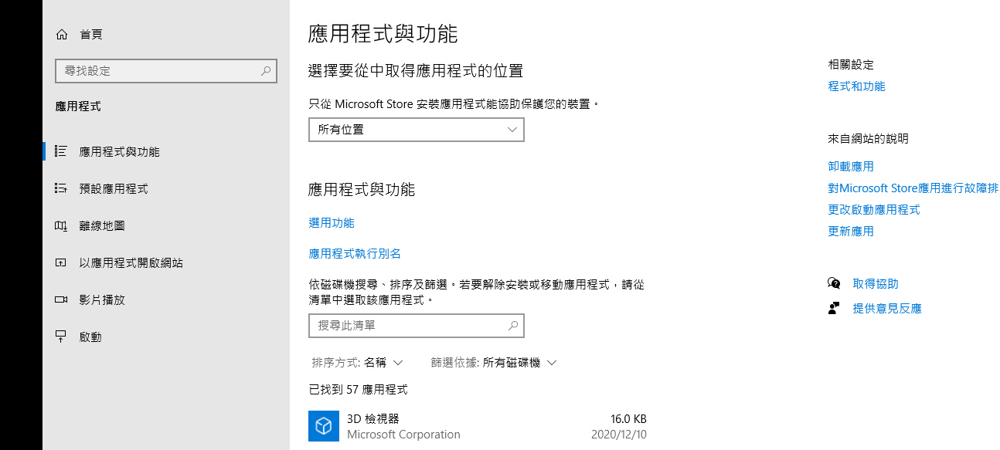 首頁
尋找設定
應用程式
應用程式與功能
預設應用程式
離線地圖
以應用程式開啟網站
影片播放
啟動
應用程式與功能
選擇要從中取得應用程式的位置
只從 Microsoft Store 安裝應用程式能協助保護您的裝置。
所有位置
應用程式與功能
選用功能
應用程式執行別名
依磁碟機搜尋、排序及篩選。若要解除安裝或移動應用程式，請從
清單中選取該應用程式。
搜尋此清單
排序方式: 名稱 篩選依據: 所有磁碟機
已找到 57 應用程式
3D 檢視器 16.0 KB
Microsoft Corporation 2020/12/10
相關設定
程式和功能
來自網站的說明
卸載應用
對Microsoft Store應用進行故障排
更改啟動應用程式
更新應用
取得協助
提供意見反應